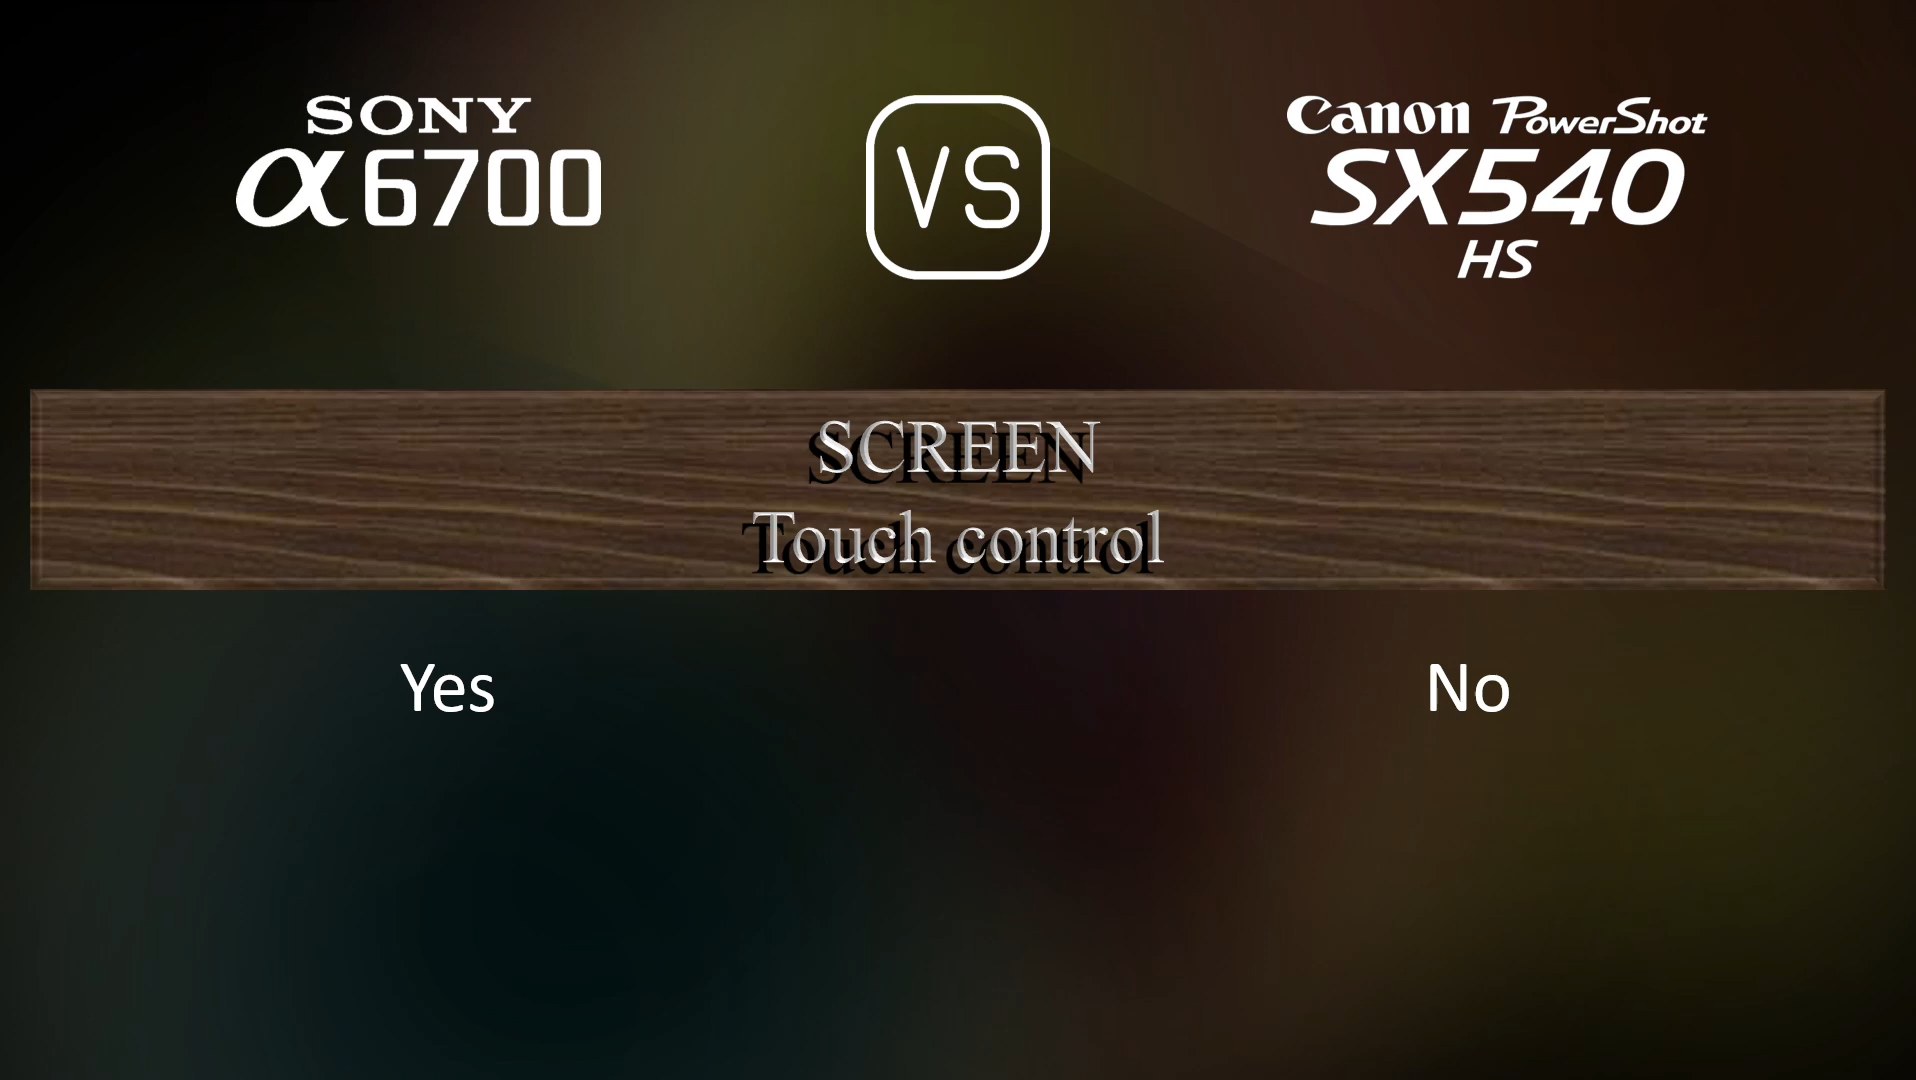 SONY
α6700
VS
Canon PowerShot
SX540
HS
SCREEN
Touch control
Yes
No